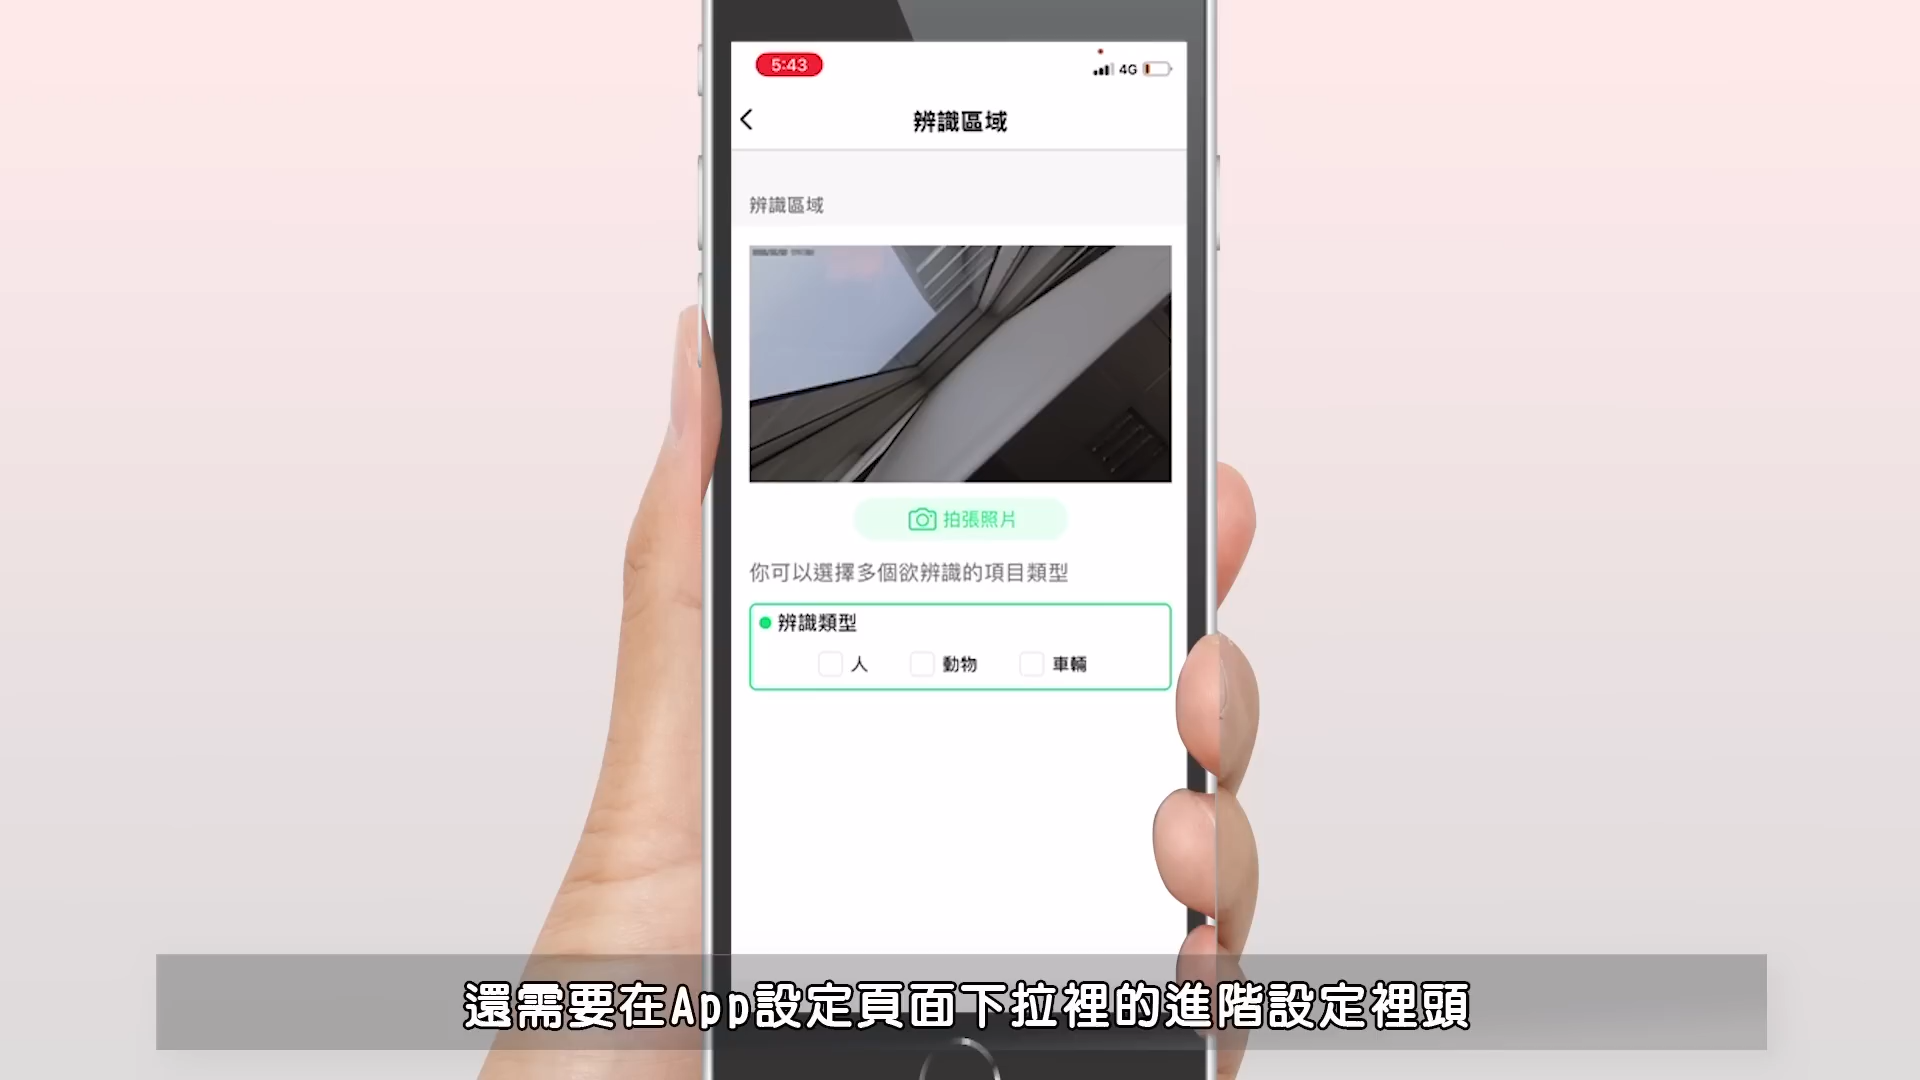 5:43
4G
辨識區域
辨識區域
拍張照片
你可以選擇多個欲辨識的項目類型
辨識類型
人 動物 車輛
還需要在App設定頁面下拉裡的進階設定裡頭